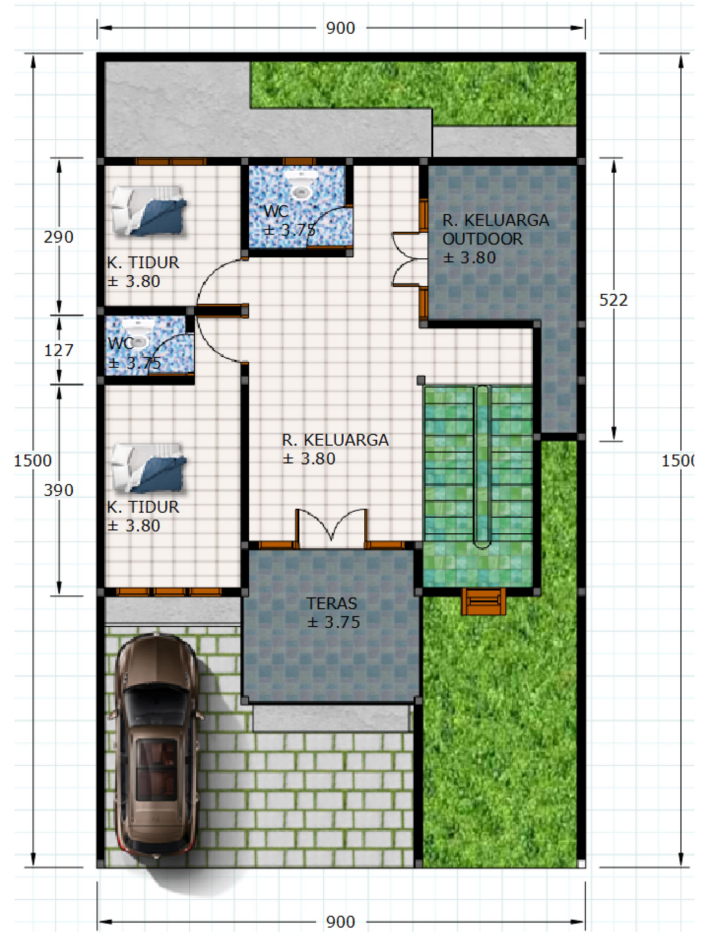 900
WC
± 3.75
R. KELUARGA
OUTDOOR
± 3.80
290
K. TIDUR
± 3.80
522
127
WC
± 3.75
R. KELUARGA
± 3.80
1500
1500
390
K. TIDUR
± 3.80
TERAS
± 3.75
900